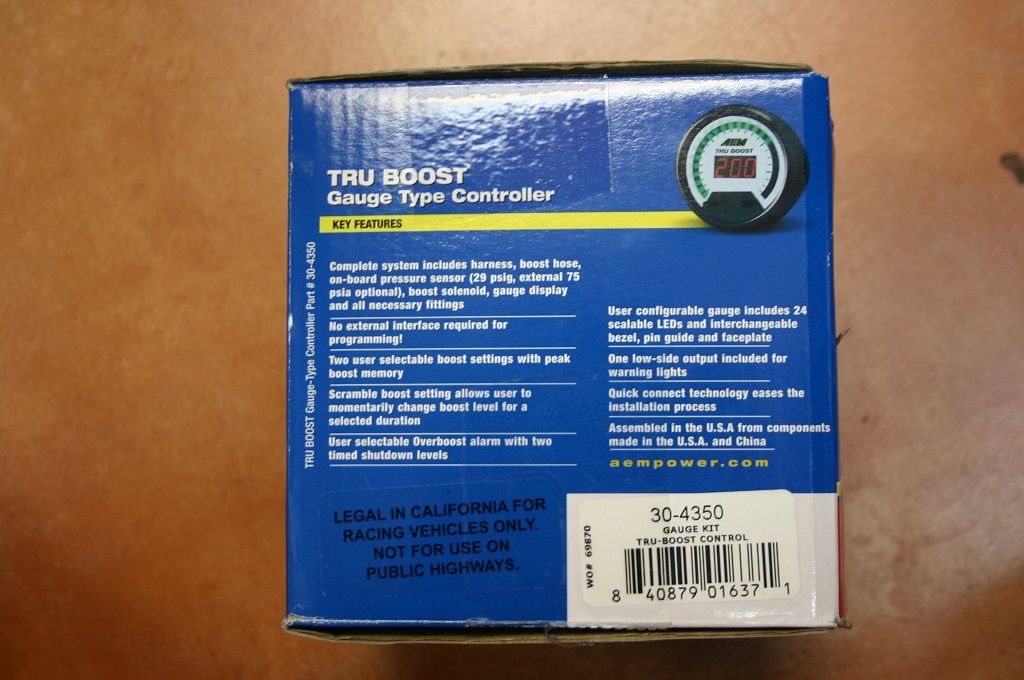 TRU BOOST
Gauge Type Controller
KEY FEATURES
AEM
TRU BOOST
200
TRU BOOST Gauge-Type Controller Part # 30-4350
Complete system includes harness, boost hose,
on-board pressure sensor (29 psig, external 75
psia optional), boost solenoid, gauge display
and all necessary fittings
No external interface required for
programming!
Two user selectable boost settings with peak
boost memory
Scramble boost setting allows user to
momentarily change boost level for a
selected duration
User selectable Overboost alarm with two
timed shutdown levels
User configurable gauge includes 24
scalable LEDs and interchangeable
bezel, pin guide and faceplate
One low-side output included for
warning lights
Quick connect technology eases the
installation process
Assembled in the U.S.A from components
made in the U.S.A. and China
aempower.com
LEGAL IN CALIFORNIA FOR
RACING VEHICLES ONLY.
NOT FOR USE ON
PUBLIC HIGHWAYS.
WO# 69870
30-4350
GAUGE KIT
TRU-BOOST CONTROL
8 40879 01637 1